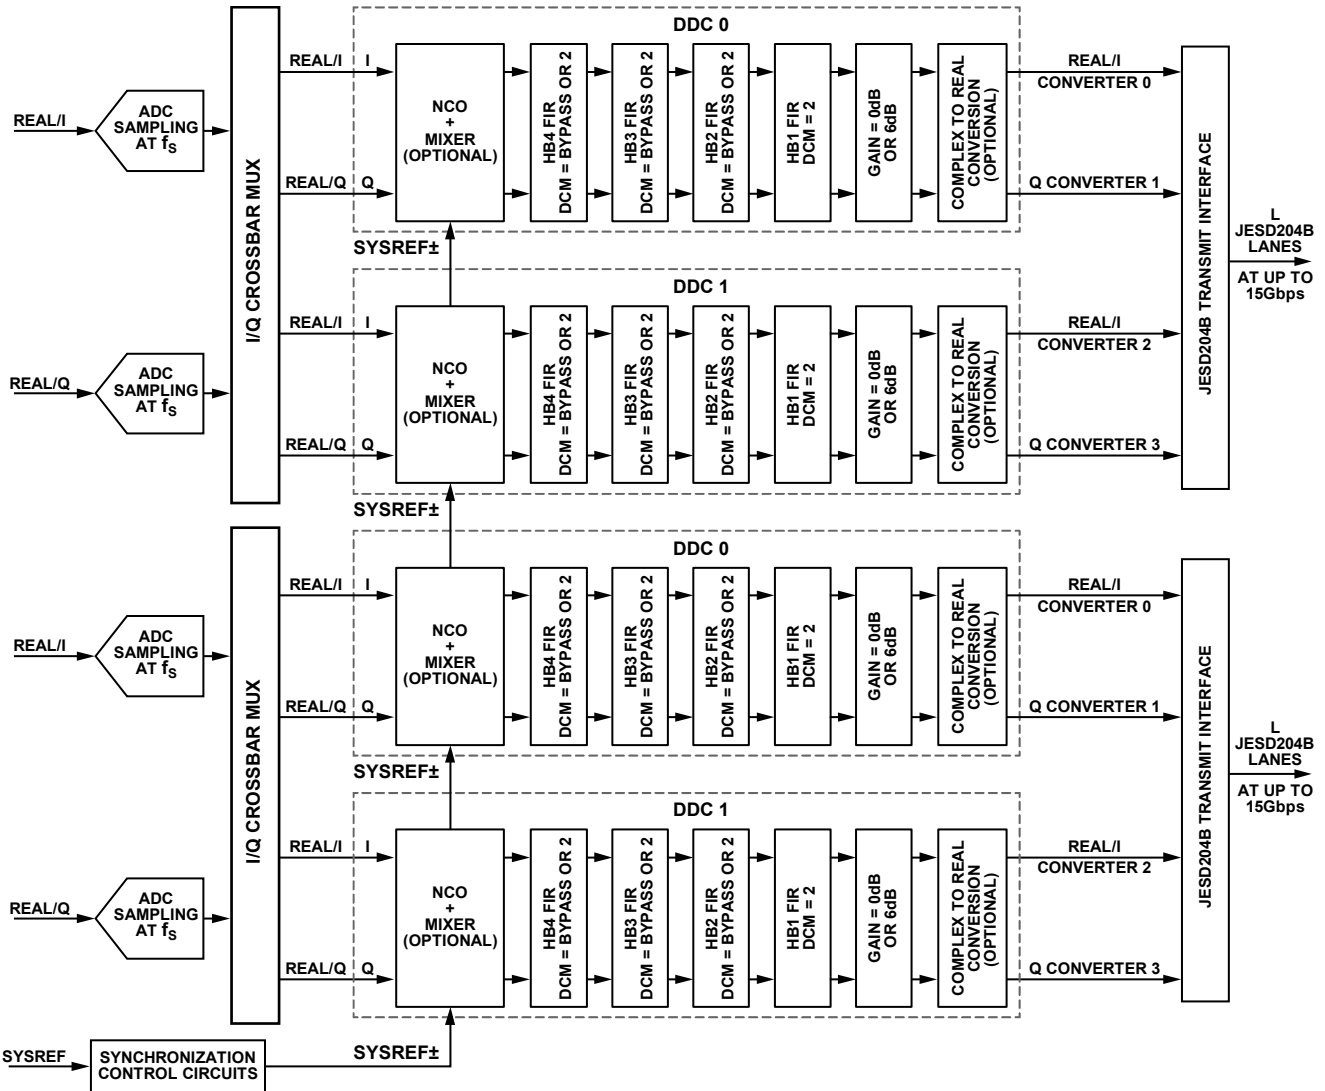 DDC 0
REAL/I
ADC
SAMPLING
AT fS
REAL/Q
ADC
SAMPLING
AT fS
I/Q CROSSBAR MUX
REAL/I I
REAL/Q Q
NCO
+
MIXER
(OPTIONAL)
HB4 FIR
DCM = BYPASS OR 2
HB3 FIR
DCM = BYPASS OR 2
HB2 FIR
DCM = BYPASS OR 2
HB1 FIR
DCM = 2
GAIN = 0dB
OR 6dB
COMPLEX TO REAL
CONVERSION
(OPTIONAL)
REAL/I
CONVERTER 0
Q CONVERTER 1
SYSREF±
DDC 1
REAL/I I
REAL/Q Q
NCO
+
MIXER
(OPTIONAL)
HB4 FIR
DCM = BYPASS OR 2
HB3 FIR
DCM = BYPASS OR 2
HB2 FIR
DCM = BYPASS OR 2
HB1 FIR
DCM = 2
GAIN = 0dB
OR 6dB
COMPLEX TO REAL
CONVERSION
(OPTIONAL)
REAL/I
CONVERTER 2
Q CONVERTER 3
JESD204B TRANSMIT INTERFACE
L
JESD204B
LANES
AT UP TO
15Gbps
SYSREF±
DDC 0
REAL/I
ADC
SAMPLING
AT fS
REAL/Q
ADC
SAMPLING
AT fS
I/Q CROSSBAR MUX
REAL/I I
REAL/Q Q
NCO
+
MIXER
(OPTIONAL)
HB4 FIR
DCM = BYPASS OR 2
HB3 FIR
DCM = BYPASS OR 2
HB2 FIR
DCM = BYPASS OR 2
HB1 FIR
DCM = 2
GAIN = 0dB
OR 6dB
COMPLEX TO REAL
CONVERSION
(OPTIONAL)
REAL/I
CONVERTER 0
Q CONVERTER 1
SYSREF±
DDC 1
REAL/I I
REAL/Q Q
NCO
+
MIXER
(OPTIONAL)
HB4 FIR
DCM = BYPASS OR 2
HB3 FIR
DCM = BYPASS OR 2
HB2 FIR
DCM = BYPASS OR 2
HB1 FIR
DCM = 2
GAIN = 0dB
OR 6dB
COMPLEX TO REAL
CONVERSION
(OPTIONAL)
REAL/I
CONVERTER 2
Q CONVERTER 3
JESD204B TRANSMIT INTERFACE
L
JESD204B
LANES
AT UP TO
15Gbps
SYSREF
SYNCHRONIZATION
CONTROL CIRCUITS
SYSREF±